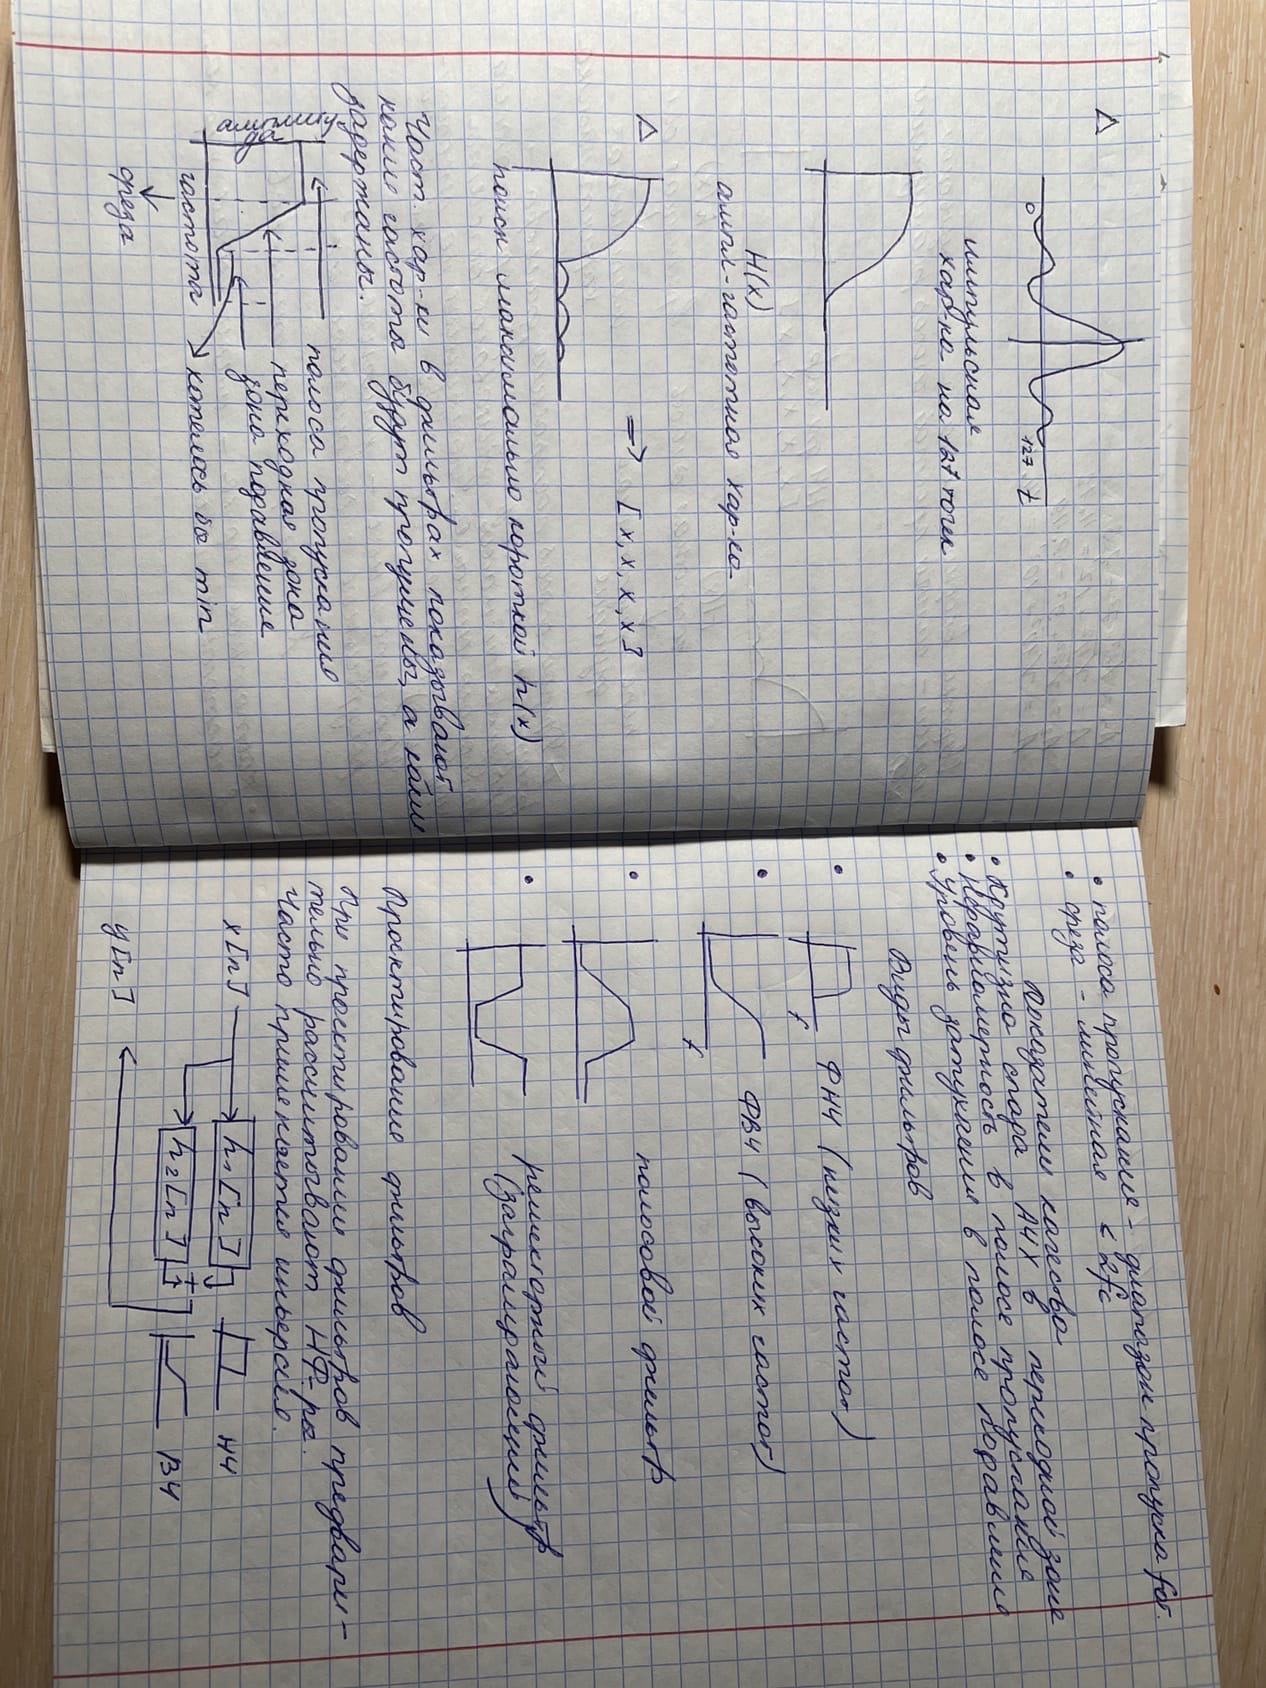 Δ
0
127 t
импульсная
хар-ка на 127 точек
H(x)
ампл-частотная хар-ка
Δ
=> [x, x, x, x]
поиск максимально короткой h(x)
Част. хар-ки в фильтрах показывают
какие частоты будут пропущены, а какие
задержаны.
амплитуда
полоса пропускания
переходная зона
зона подавление
частота
хотелось бы min
среза
• полоса пропускания - диапазон пропуска
• среза - линейная < 2fc
Показатели качества
• Крутизна спада АЧХ в переходной зоне
• Неравномерность в полосе пропускания
• Уровень затухания в полосе подавления
Виды фильтров
• ФНЧ (низких частот)
f
• ФВЧ (высоких частот)
f
• полосовой фильтр
• режекторный фильтр
(заграждающий)
Проектирование фильтров
При проектировании фильтров предвари-
тельно рассчитывают НФ-ры.
Часто применяется инверсия.
x[n] h₁[n] НЧ
+
h₂[n] ВЧ
y[n]